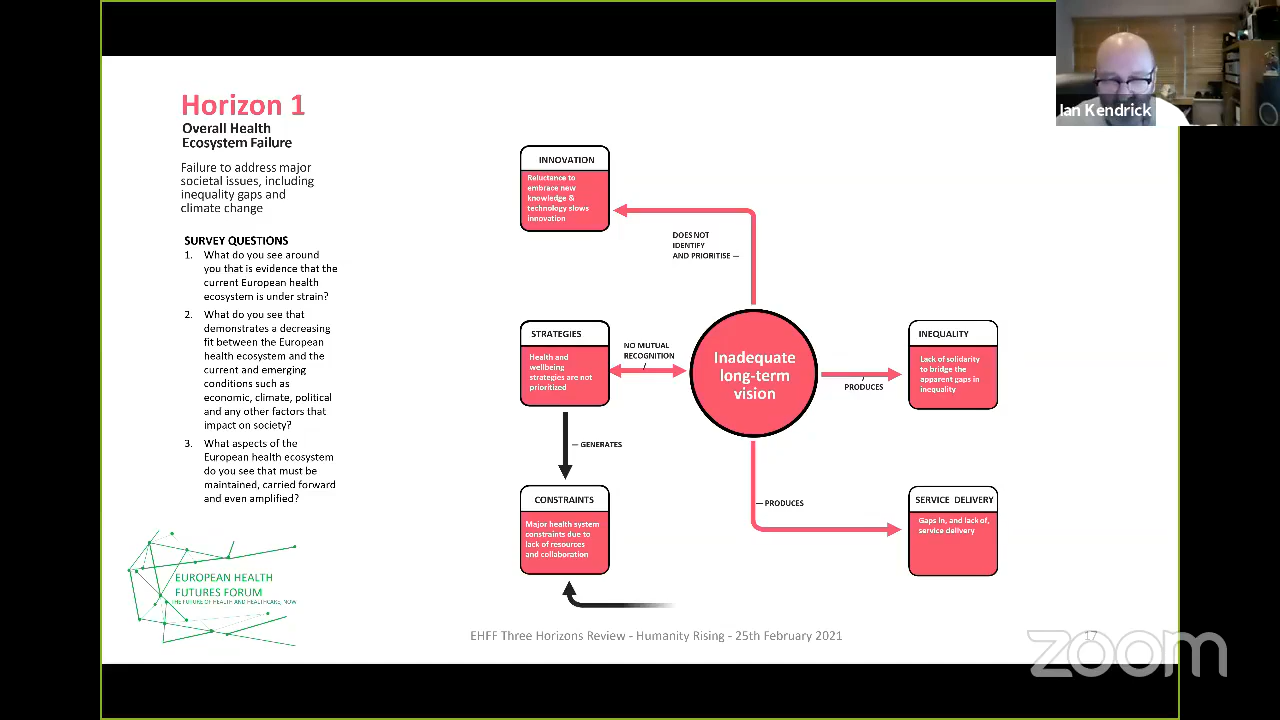 Horizon 1
Overall Health
Ecosystem Failure
Failure to address major
societal issues, including
inequality gaps and
climate change
SURVEY QUESTIONS
1. What do you see around
you that is evidence that the
current European health
ecosystem is under strain?
2. What do you see that
demonstrates a decreasing
fit between the European
health ecosystem and the
current and emerging
conditions such as
economic, climate, political
and any other factors that
impact on society?
3. What aspects of the
European health ecosystem
do you see that must be
maintained, carried forward
and even amplified?
EUROPEAN HEALTH
FUTURES FORUM
THE FUTURE OF HEALTH AND HEALTHCARE, NOW
INNOVATION
Reluctance to
embrace new
knowledge &
technology slows
innovation
DOES NOT
IDENTIFY
AND PRIORITISE —
STRATEGIES
Health and
wellbeing
strategies are not
prioritized
NO MUTUAL
RECOGNITION
/
Inadequate
long-term
vision
/
PRODUCES
INEQUALITY
Lack of solidarity
to bridge the
apparent gaps in
inequality
— GENERATES
CONSTRAINTS
Major health system
constraints due to
lack of resources
and collaboration
— PRODUCES
SERVICE DELIVERY
Gaps in, and lack of,
service delivery
EHFF Three Horizons Review - Humanity Rising - 25th February 2021
17
zoom
Ian Kendrick